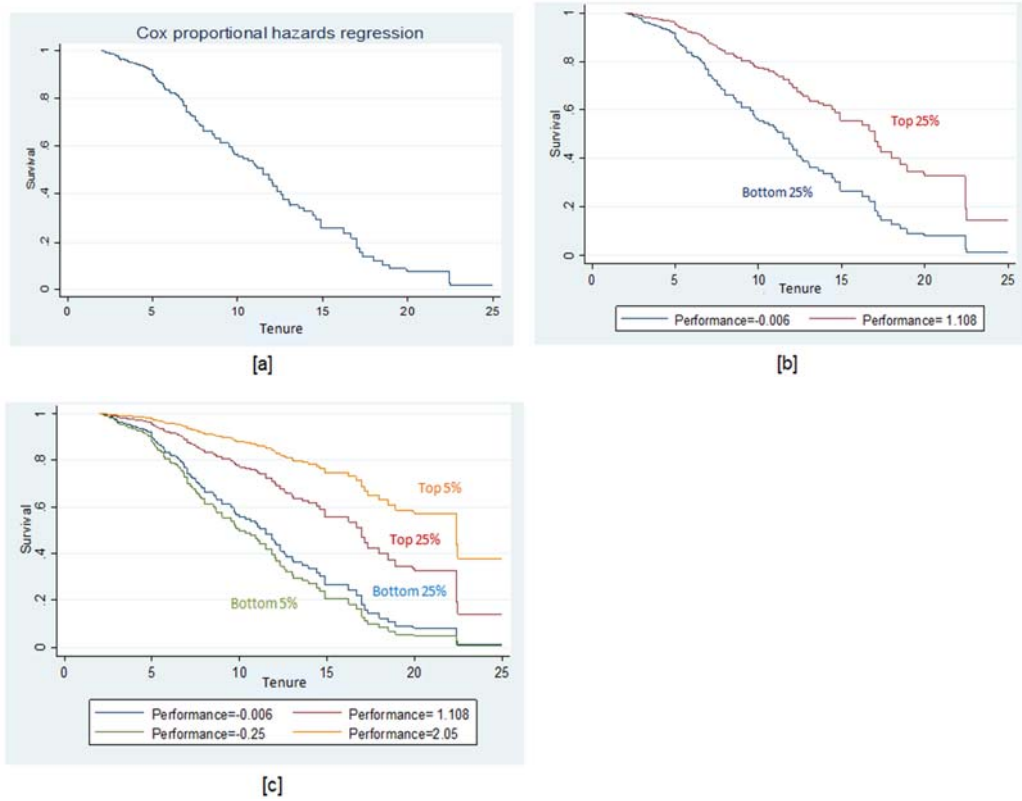 Cox proportional hazards regression
1
.8
.6
.4
.2
0
Survival
0 5 10 15 20 25
Tenure
[a]
1
.8
.6
.4
.2
0
Survival
Top 25%
Bottom 25%
0 5 10 15 20 25
Tenure
Performance=-0.006 Performance= 1.108
[b]
1
.8
.6
.4
.2
0
Survival
Top 5%
Top 25%
Bottom 25%
Bottom 5%
0 5 10 15 20 25
Tenure
Performance=-0.006 Performance= 1.108
Performance=-0.25 Performance=2.05
[c]